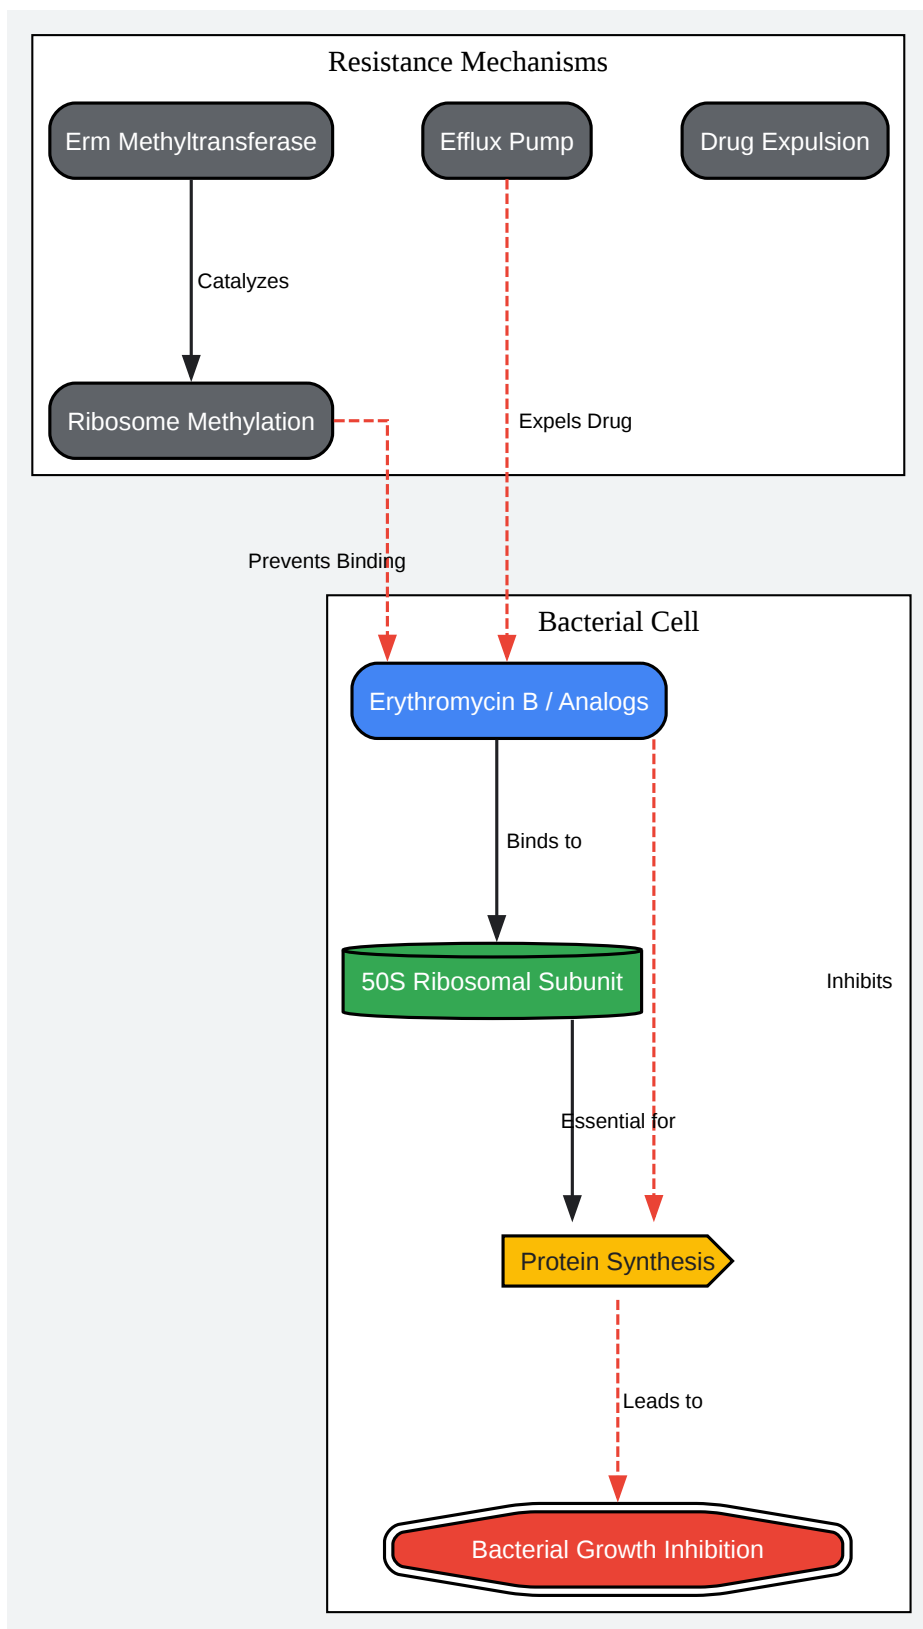 Resistance Mechanisms
Erm Methyltransferase
Efflux Pump
Drug Expulsion
Catalyzes
Ribosome Methylation
Expels Drug
Prevents Binding
Bacterial Cell
Erythromycin B / Analogs
Binds to
50S Ribosomal Subunit
Inhibits
Essential for
Protein Synthesis
Leads to
Bacterial Growth Inhibition